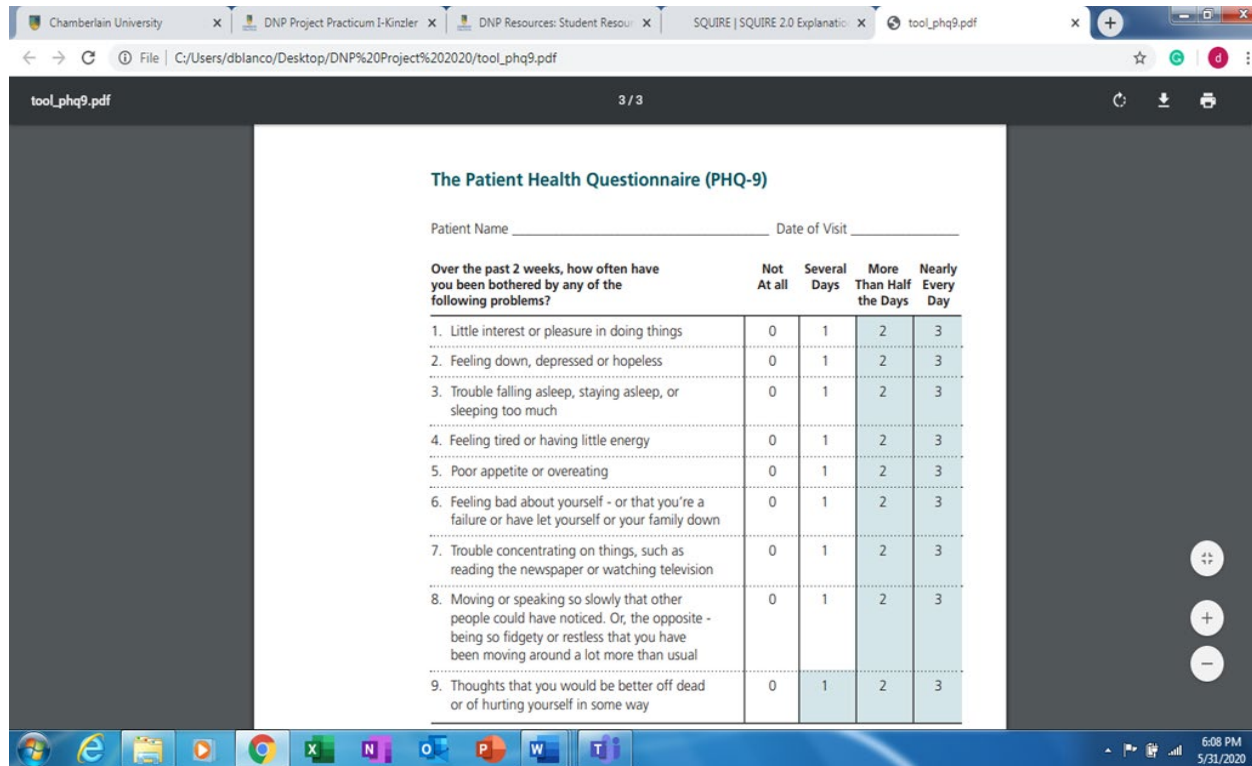 Chamberlain University
DNP Project Practicum I-Kinzler
DNP Resources: Student Resour
SQUIRE | SQUIRE 2.0 Explanatio
tool_phq9.pdf
File | C:/Users/dblanco/Desktop/DNP%20Project%202020/tool_phq9.pdf
d
tool_phq9.pdf
3 / 3
The Patient Health Questionnaire (PHQ-9)
Patient Name Date of Visit
Over the past 2 weeks, how often have Not Several More Nearly
you been bothered by any of the At all Days Than Half Every
following problems? the Days Day
1. Little interest or pleasure in doing things 0 1 2 3
2. Feeling down, depressed or hopeless 0 1 2 3
3. Trouble falling asleep, staying asleep, or 0 1 2 3
sleeping too much
4. Feeling tired or having little energy 0 1 2 3
5. Poor appetite or overeating 0 1 2 3
6. Feeling bad about yourself - or that you're a 0 1 2 3
failure or have let yourself or your family down
7. Trouble concentrating on things, such as 0 1 2 3
reading the newspaper or watching television
8. Moving or speaking so slowly that other 0 1 2 3
people could have noticed. Or, the opposite -
being so fidgety or restless that you have
been moving around a lot more than usual
9. Thoughts that you would be better off dead 0 1 2 3
or of hurting yourself in some way
6:08 PM
5/31/2020